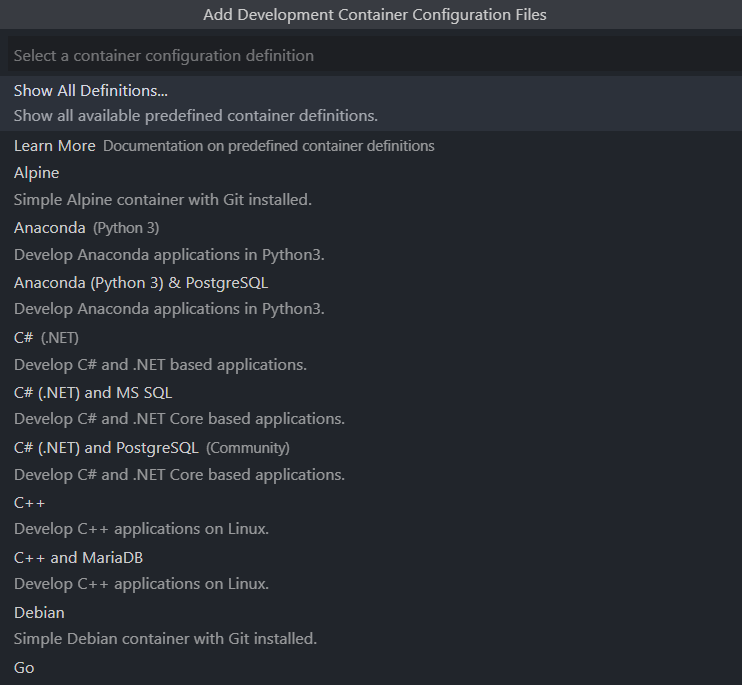 Add Development Container Configuration Files
Select a container configuration definition
Show All Definitions...
Show all available predefined container definitions.
Learn More Documentation on predefined container definitions
Alpine
Simple Alpine container with Git installed.
Anaconda (Python 3)
Develop Anaconda applications in Python3.
Anaconda (Python 3) & PostgreSQL
Develop Anaconda applications in Python3.
C# (.NET)
Develop C# and .NET based applications.
C# (.NET) and MS SQL
Develop C# and .NET Core based applications.
C# (.NET) and PostgreSQL (Community)
Develop C# and .NET Core based applications.
C++
Develop C++ applications on Linux.
C++ and MariaDB
Develop C++ applications on Linux.
Debian
Simple Debian container with Git installed.
Go